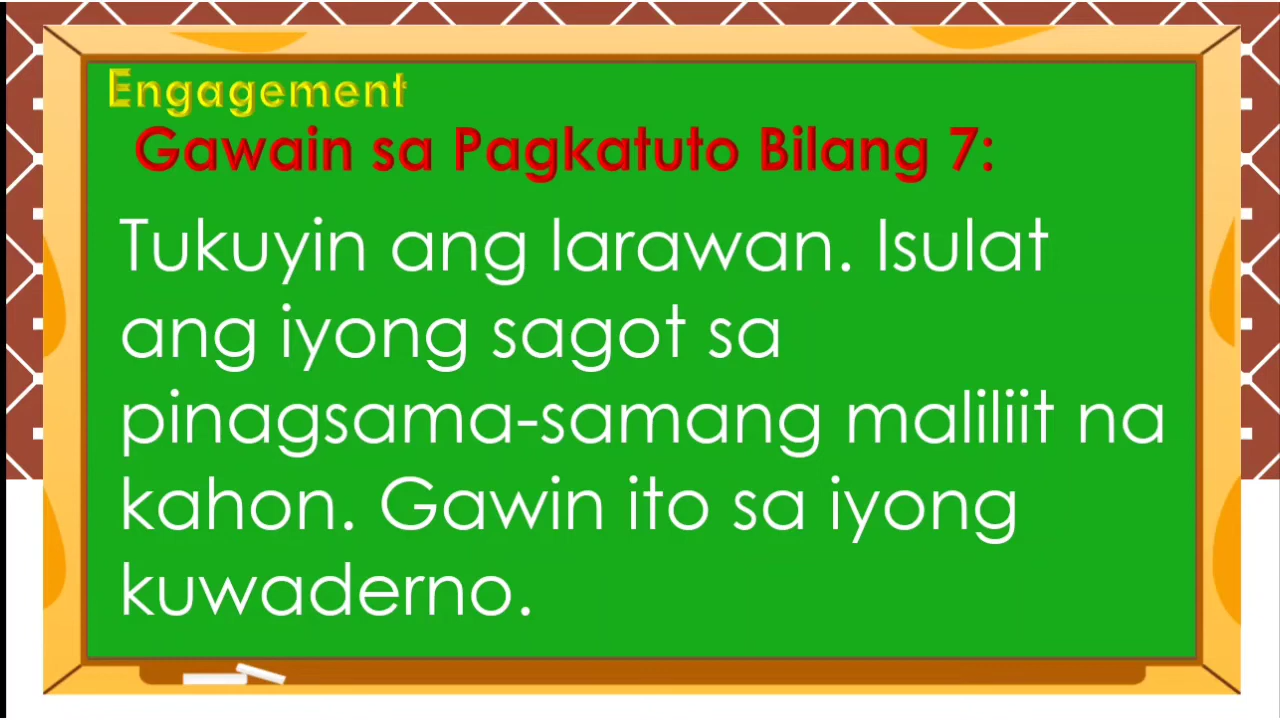 Engagement
Gawain sa Pagkatuto Bilang 7:
Tukuyin ang larawan. Isulat
ang iyong sagot sa
pinagsama-samang maliliit na
kahon. Gawin ito sa iyong
kuwaderno.